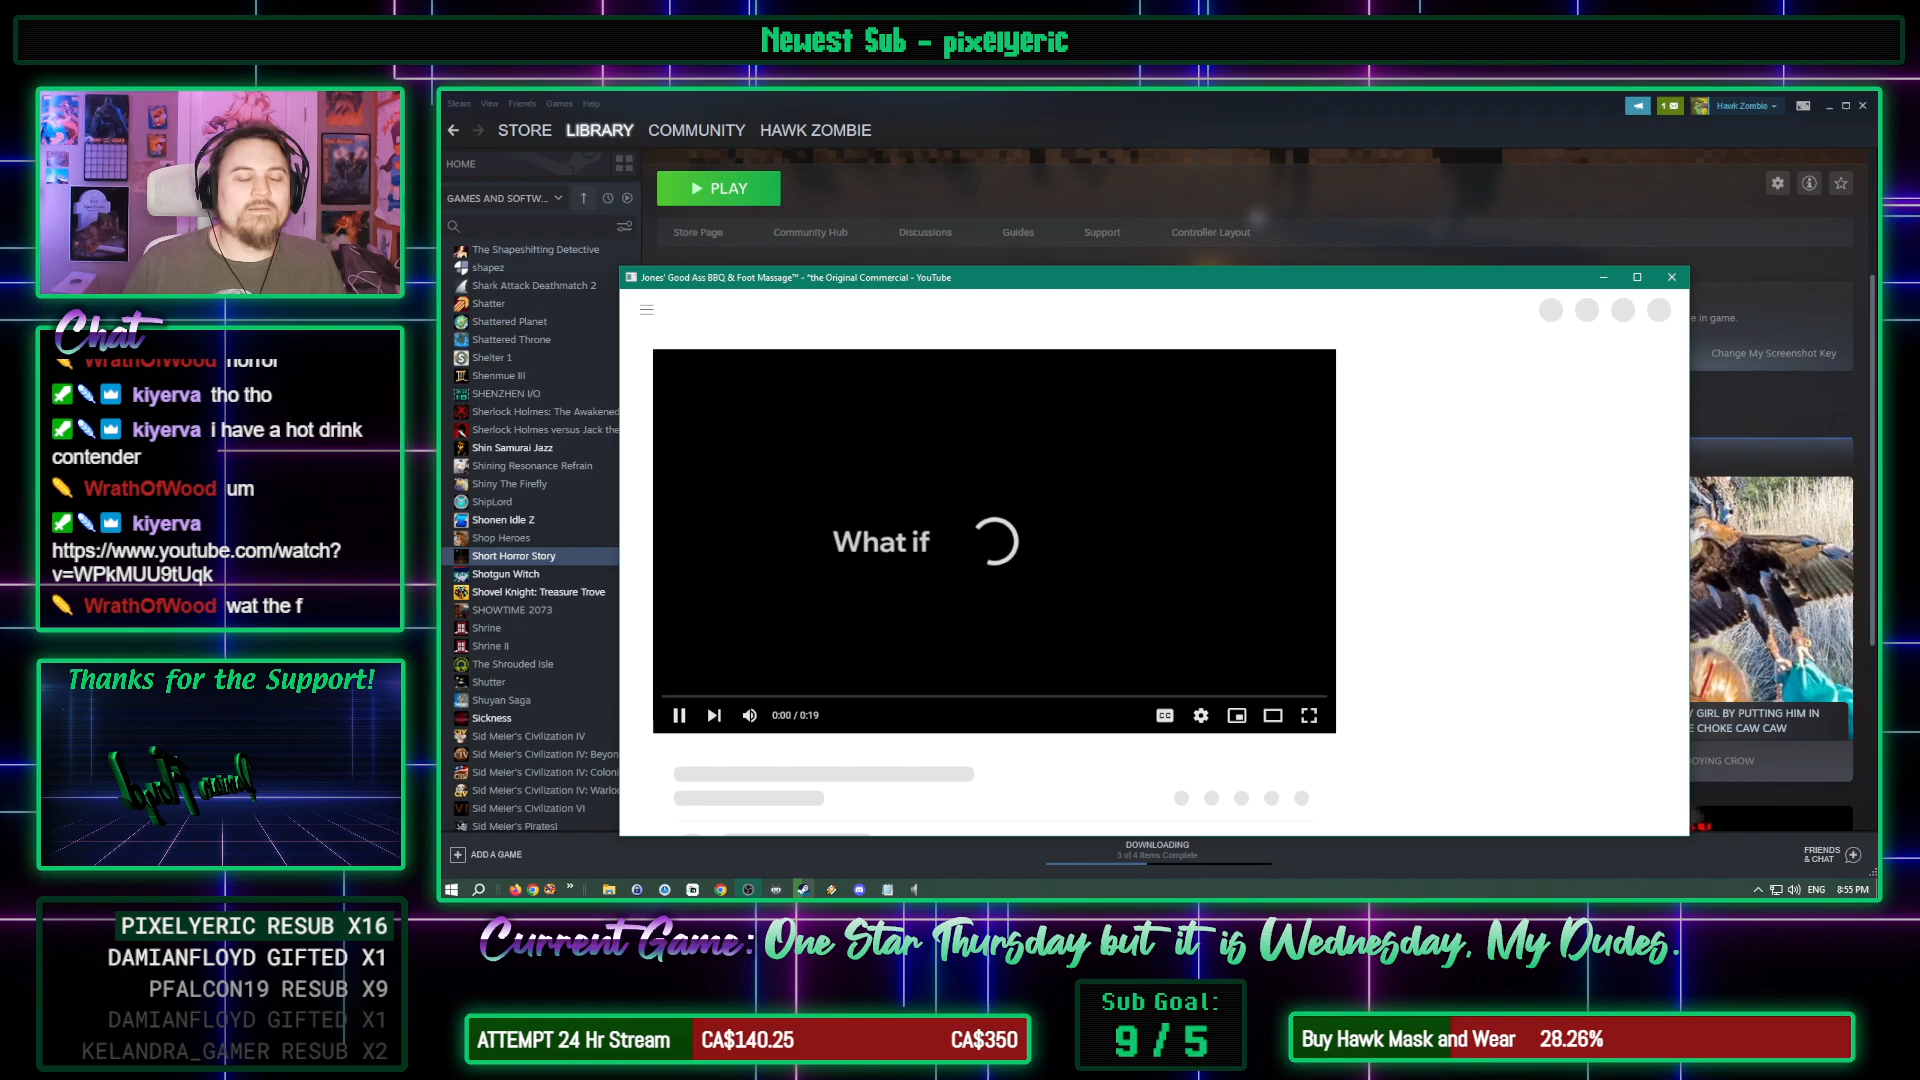 Newest Sub - pixelyeric
Chat
WrathOfWood horror
kiyerva tho tho
kiyerva i have a hot drink
contender
WrathOfWood um
kiyerva
https://www.youtube.com/watch?
v=WPkMUU9tUqk
WrathOfWood wat the f
Thanks for the Support!
PIXELYERIC RESUB X16
DAMIANFLOYD GIFTED X1
PFALCON19 RESUB X9
DAMIANFLOYD GIFTED X1
KELANDRA_GAMER RESUB X2
Steam View Friends Games Help
1
Hawk Zombie
STORE LIBRARY COMMUNITY HAWK ZOMBIE
HOME
GAMES AND SOFTW...
PLAY
Store Page Community Hub Discussions Guides Support Controller Layout
The Shapeshifting Detective
shapez
Shark Attack Deathmatch 2
Shatter
Shattered Planet
Shattered Throne
Shelter 1
Shenmue III
SHENZHEN I/O
Sherlock Holmes: The Awakened
Sherlock Holmes versus Jack the
Shin Samurai Jazz
Shining Resonance Refrain
Shiny The Firefly
ShipLord
Shonen Idle Z
Shop Heroes
Short Horror Story
Shotgun Witch
Shovel Knight: Treasure Trove
SHOWTIME 2073
Shrine
Shrine II
The Shrouded Isle
Shutter
Shuyan Saga
Sickness
Sid Meier's Civilization IV
Sid Meier's Civilization IV: Beyon
Sid Meier's Civilization IV: Coloni
Sid Meier's Civilization IV: Warlo
Sid Meier's Civilization VI
Sid Meier's Pirates!
Jones' Good Ass BBQ & Foot Massage™ - "the Original Commercial - YouTube
What if
0:00 / 0:19
CC
e in game.
Change My Screenshot Key
Y GIRL BY PUTTING HIM IN
E CHOKE CAW CAW
OYING CROW
ADD A GAME
DOWNLOADING
3 of 4 Items Complete
FRIENDS
& CHAT
ENG 8:55 PM
Current Game: One Star Thursday but it is Wednesday, My Dudes.
ATTEMPT 24 Hr Stream CA$140.25 CA$350
Sub Goal:
9 / 5
Buy Hawk Mask and Wear 28.26%